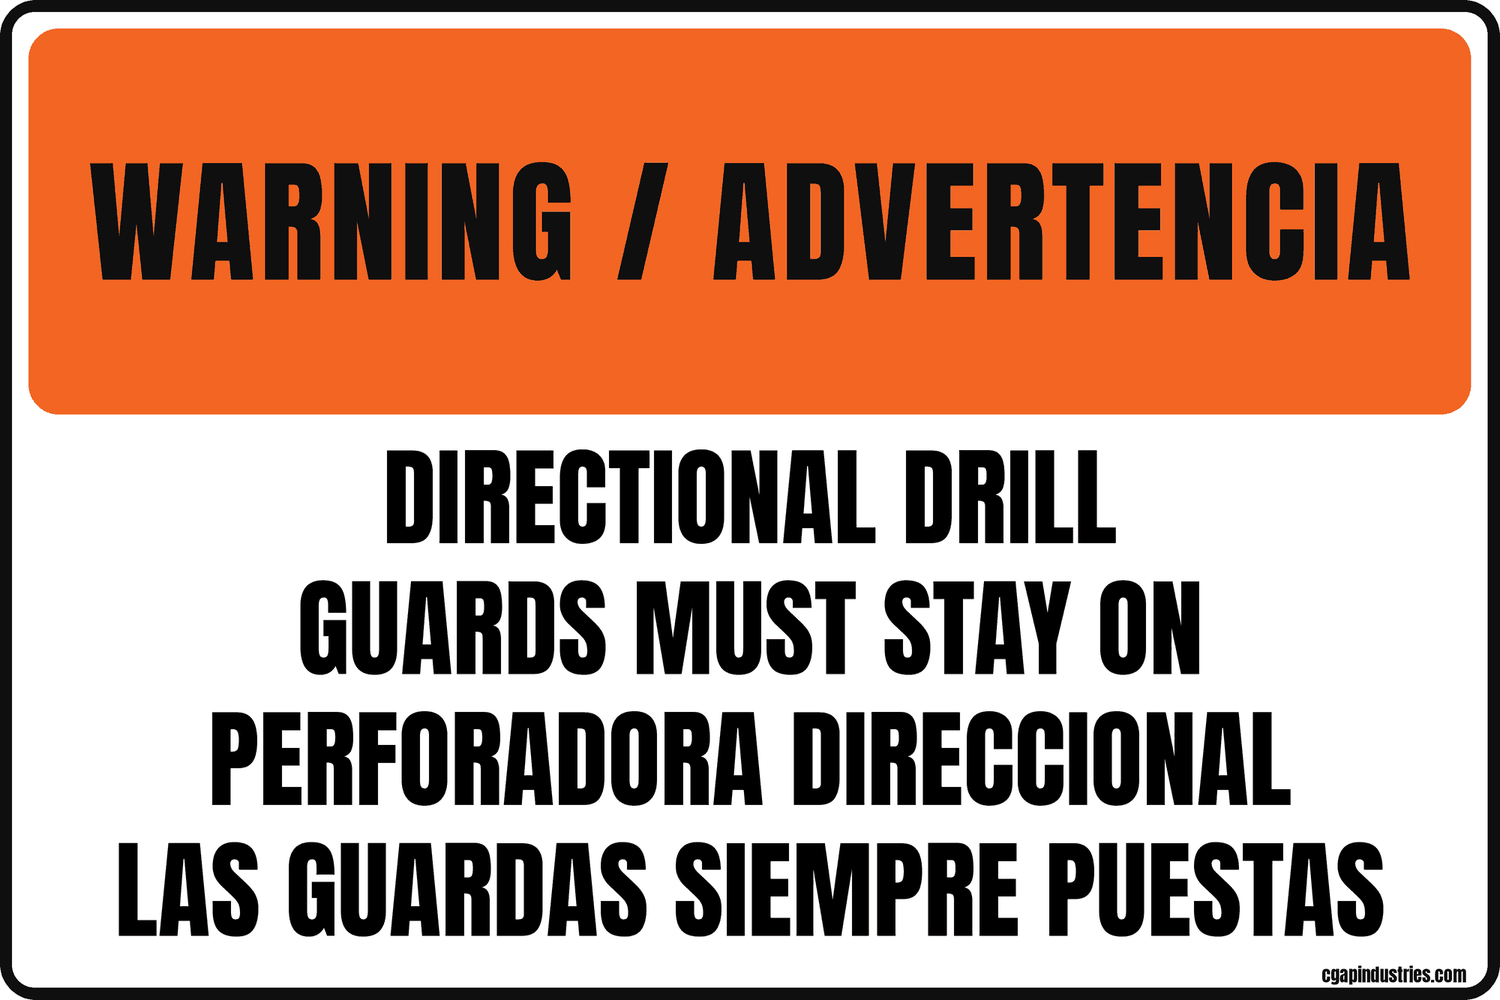 WARNING / ADVERTENCIA
DIRECTIONAL DRILL
GUARDS MUST STAY ON
PERFORADORA DIRECCIONAL
LAS GUARDAS SIEMPRE PUESTAS
cgapindustries.com